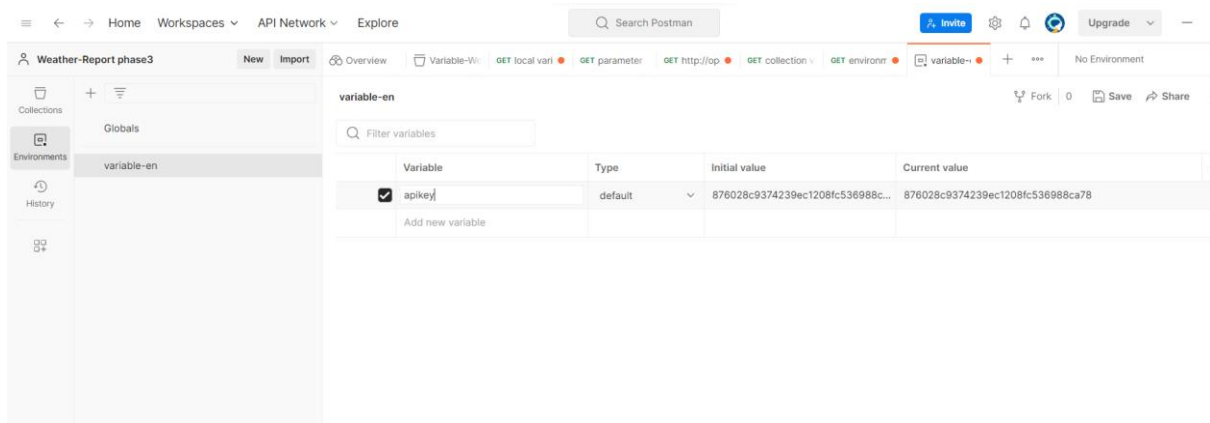 Home Workspaces API Network Explore Search Postman Invite Upgrade
Weather-Report phase3 New Import Overview Variable-Wo GET local vari GET parameter GET http://op GET collection v GET environm variable- No Environment
Collections
Environments
History
Globals
variable-en
variable-en Fork 0 Save Share
Filter variables
Variable Type Initial value Current value
apikey default 876028c9374239ec1208fc536988c... 876028c9374239ec1208fc536988ca78
Add new variable